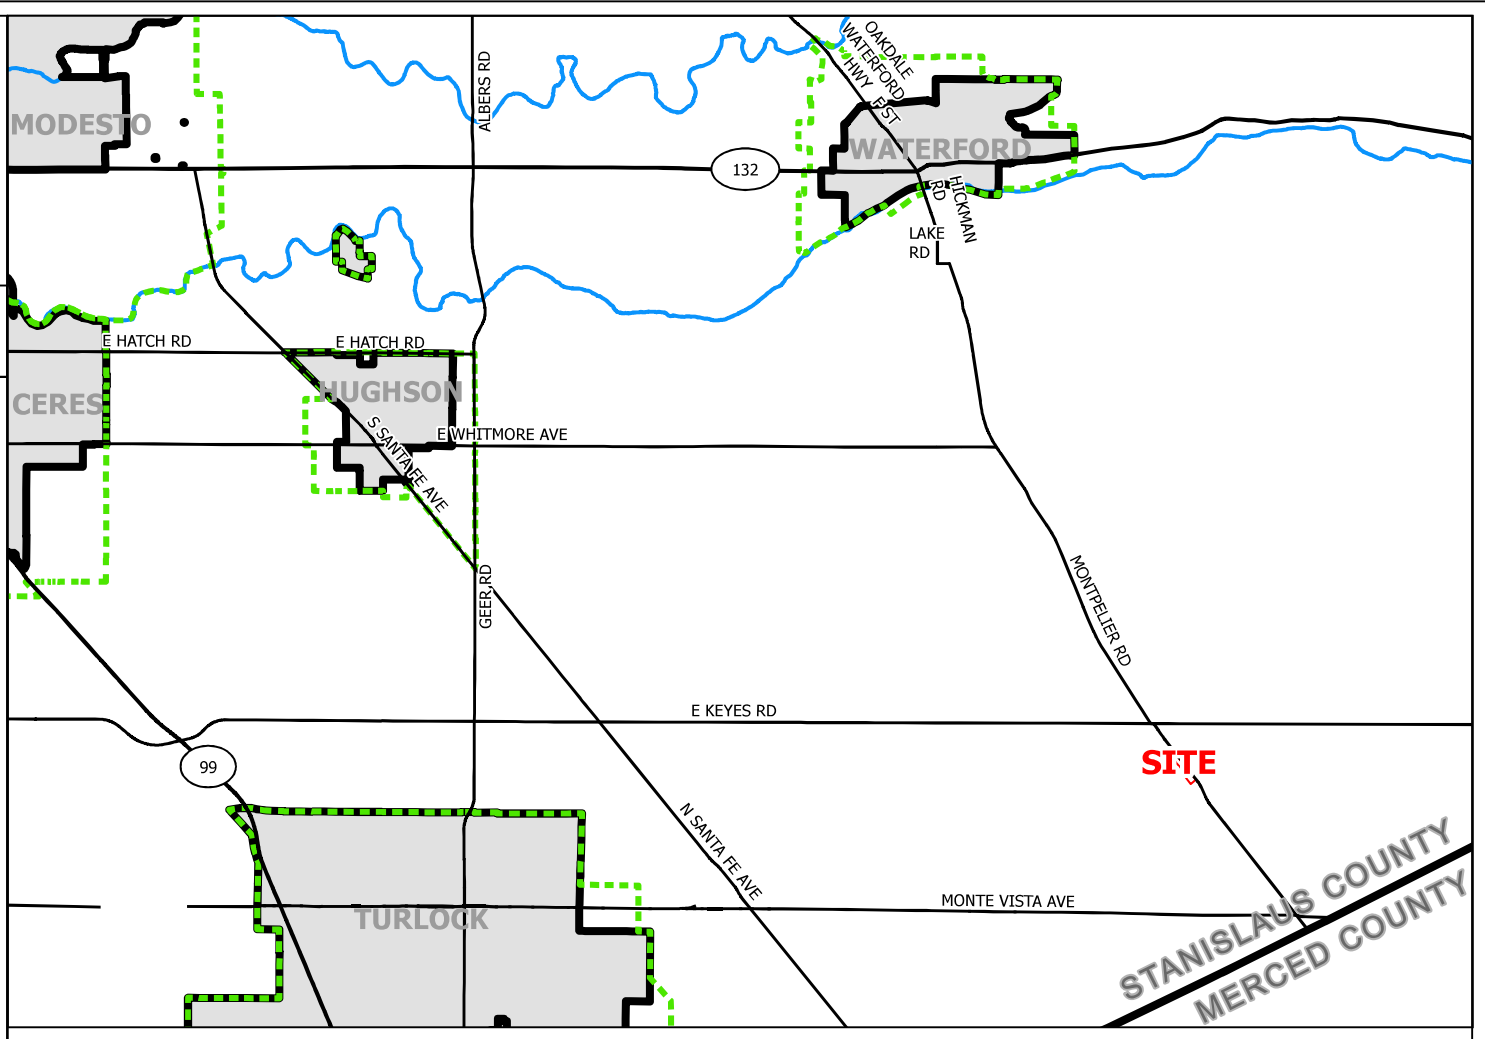 OAKDALE
WATERFORD
HWY
F ST
ALBERS RD
MODESTO
WATERFORD
132
HICKMAN
RD
LAKE
RD
E HATCH RD
E HATCH RD
HUGHSON
CERES
S SANTA FE AVE
E WHITMORE AVE
GEER RD
MONTPELIER RD
E KEYES RD
SITE
99
N SANTA FE AVE
MONTE VISTA AVE
TURLOCK
STANISLAUS COUNTY
MERCED COUNTY